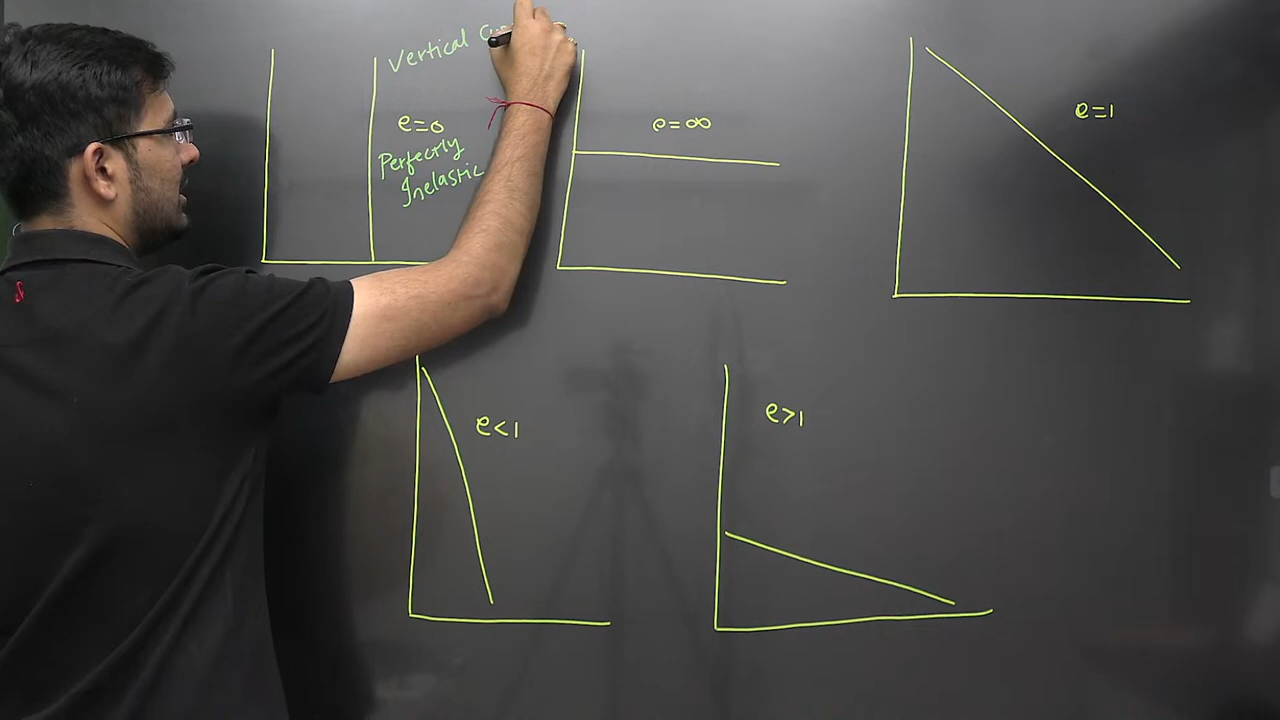 Vertical
e=0
Perfectly
Inelastic
e=∞
e=1
e<1
e>1